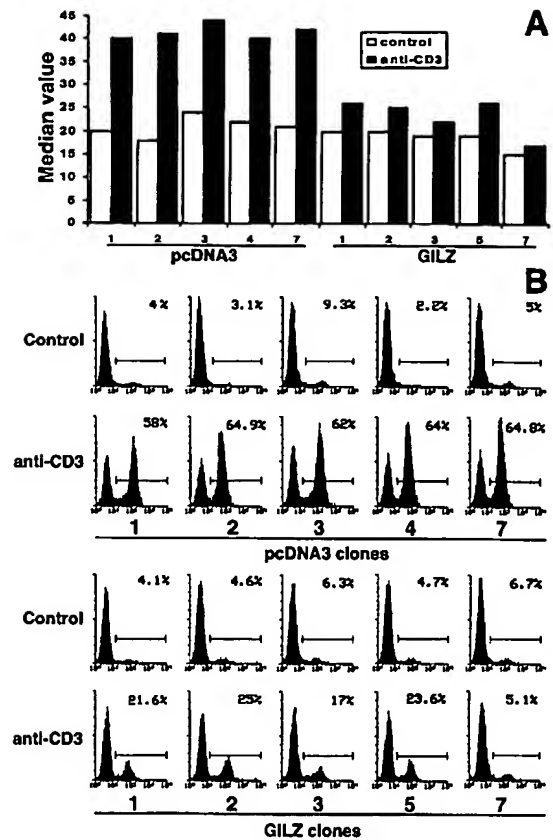 A
45
40
35
30
25
20
15
10
5
0
Median value
control
anti-CD3
1 2 3 4 7 1 2 3 5 7
pcDNA3 GILZ
B
Control
4% 3.1% 9.3% 2.2% 5%
anti-CD3
58% 64.9% 62% 64% 64.8%
1 2 3 4 7
pcDNA3 clones
Control
4.1% 4.6% 6.3% 4.7% 6.7%
anti-CD3
21.6% 25% 17% 23.6% 5.1%
1 2 3 5 7
GILZ clones